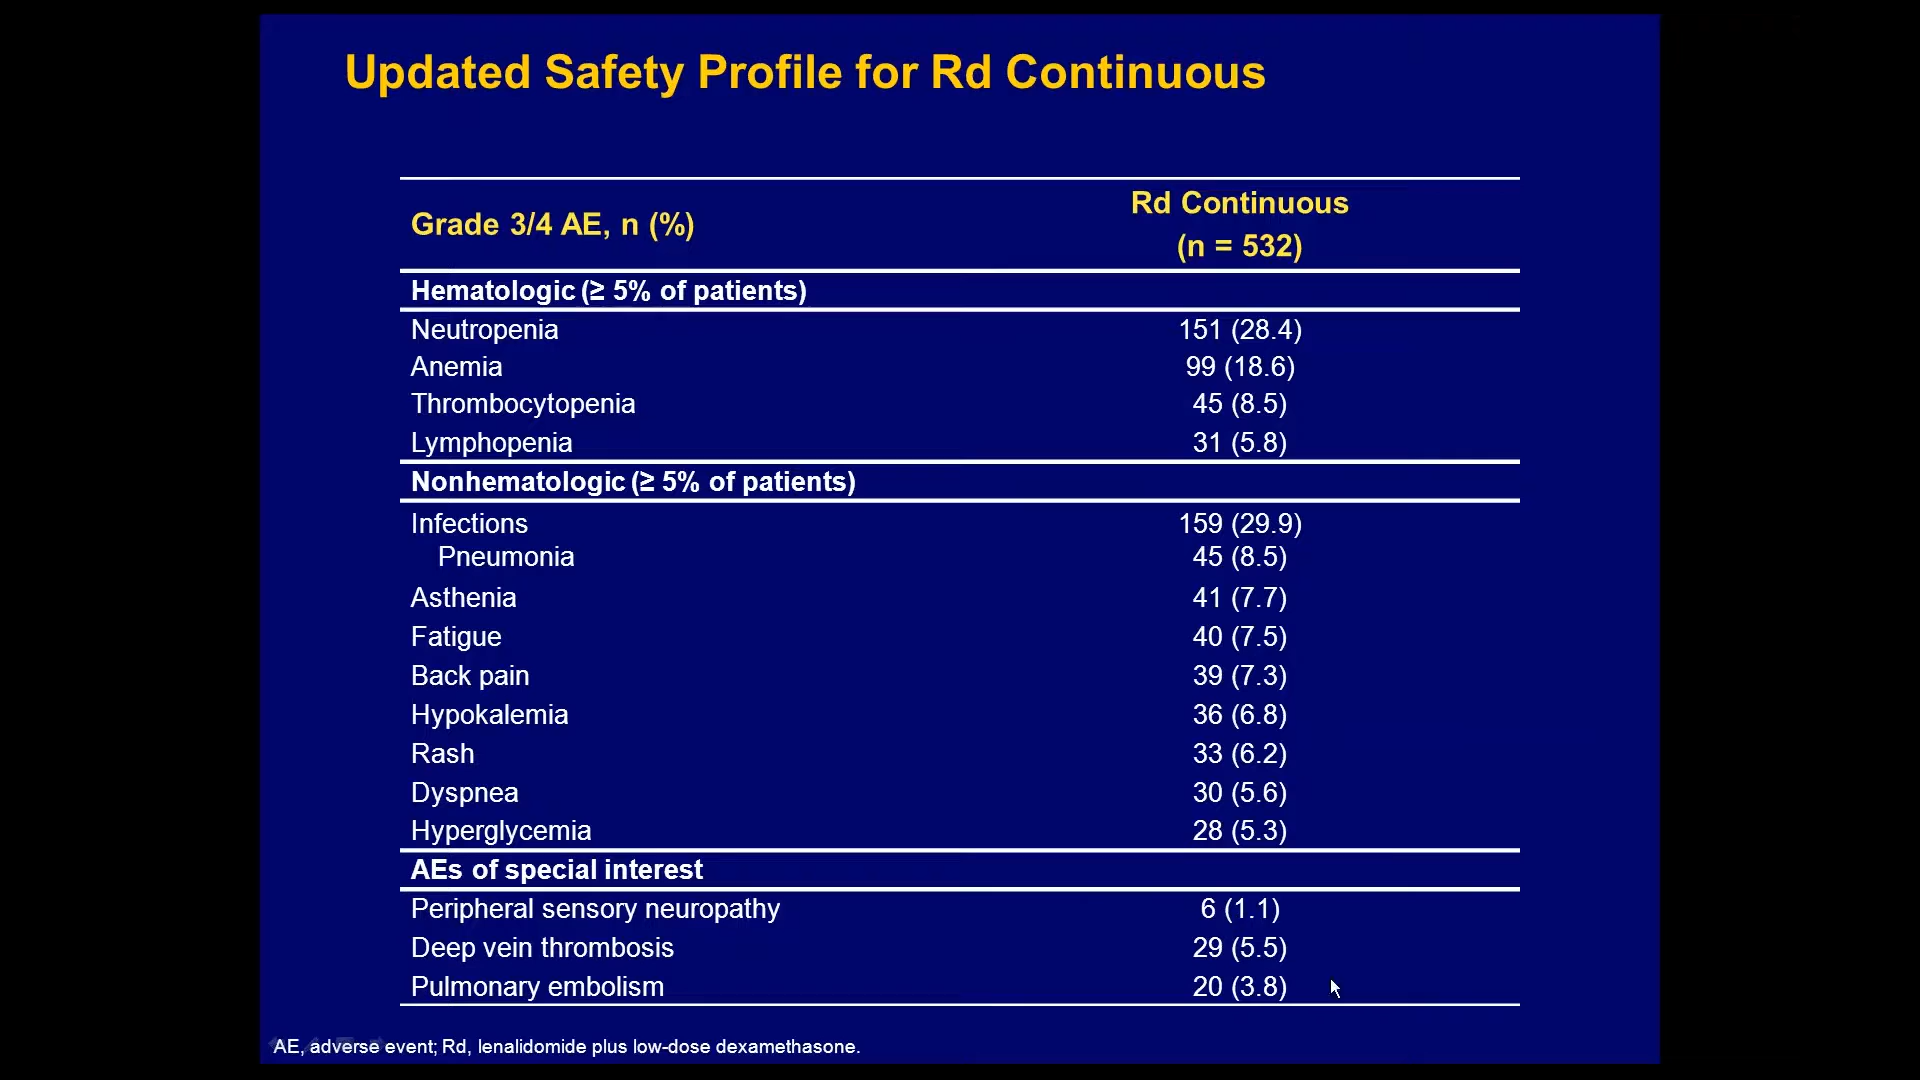 Updated Safety Profile for Rd Continuous
Grade 3/4 AE, n (%) Rd Continuous
(n = 532)
Hematologic (≥ 5% of patients)
Neutropenia 151 (28.4)
Anemia 99 (18.6)
Thrombocytopenia 45 (8.5)
Lymphopenia 31 (5.8)
Nonhematologic (≥ 5% of patients)
Infections 159 (29.9)
Pneumonia 45 (8.5)
Asthenia 41 (7.7)
Fatigue 40 (7.5)
Back pain 39 (7.3)
Hypokalemia 36 (6.8)
Rash 33 (6.2)
Dyspnea 30 (5.6)
Hyperglycemia 28 (5.3)
AEs of special interest
Peripheral sensory neuropathy 6 (1.1)
Deep vein thrombosis 29 (5.5)
Pulmonary embolism 20 (3.8)
AE, adverse event; Rd, lenalidomide plus low-dose dexamethasone.